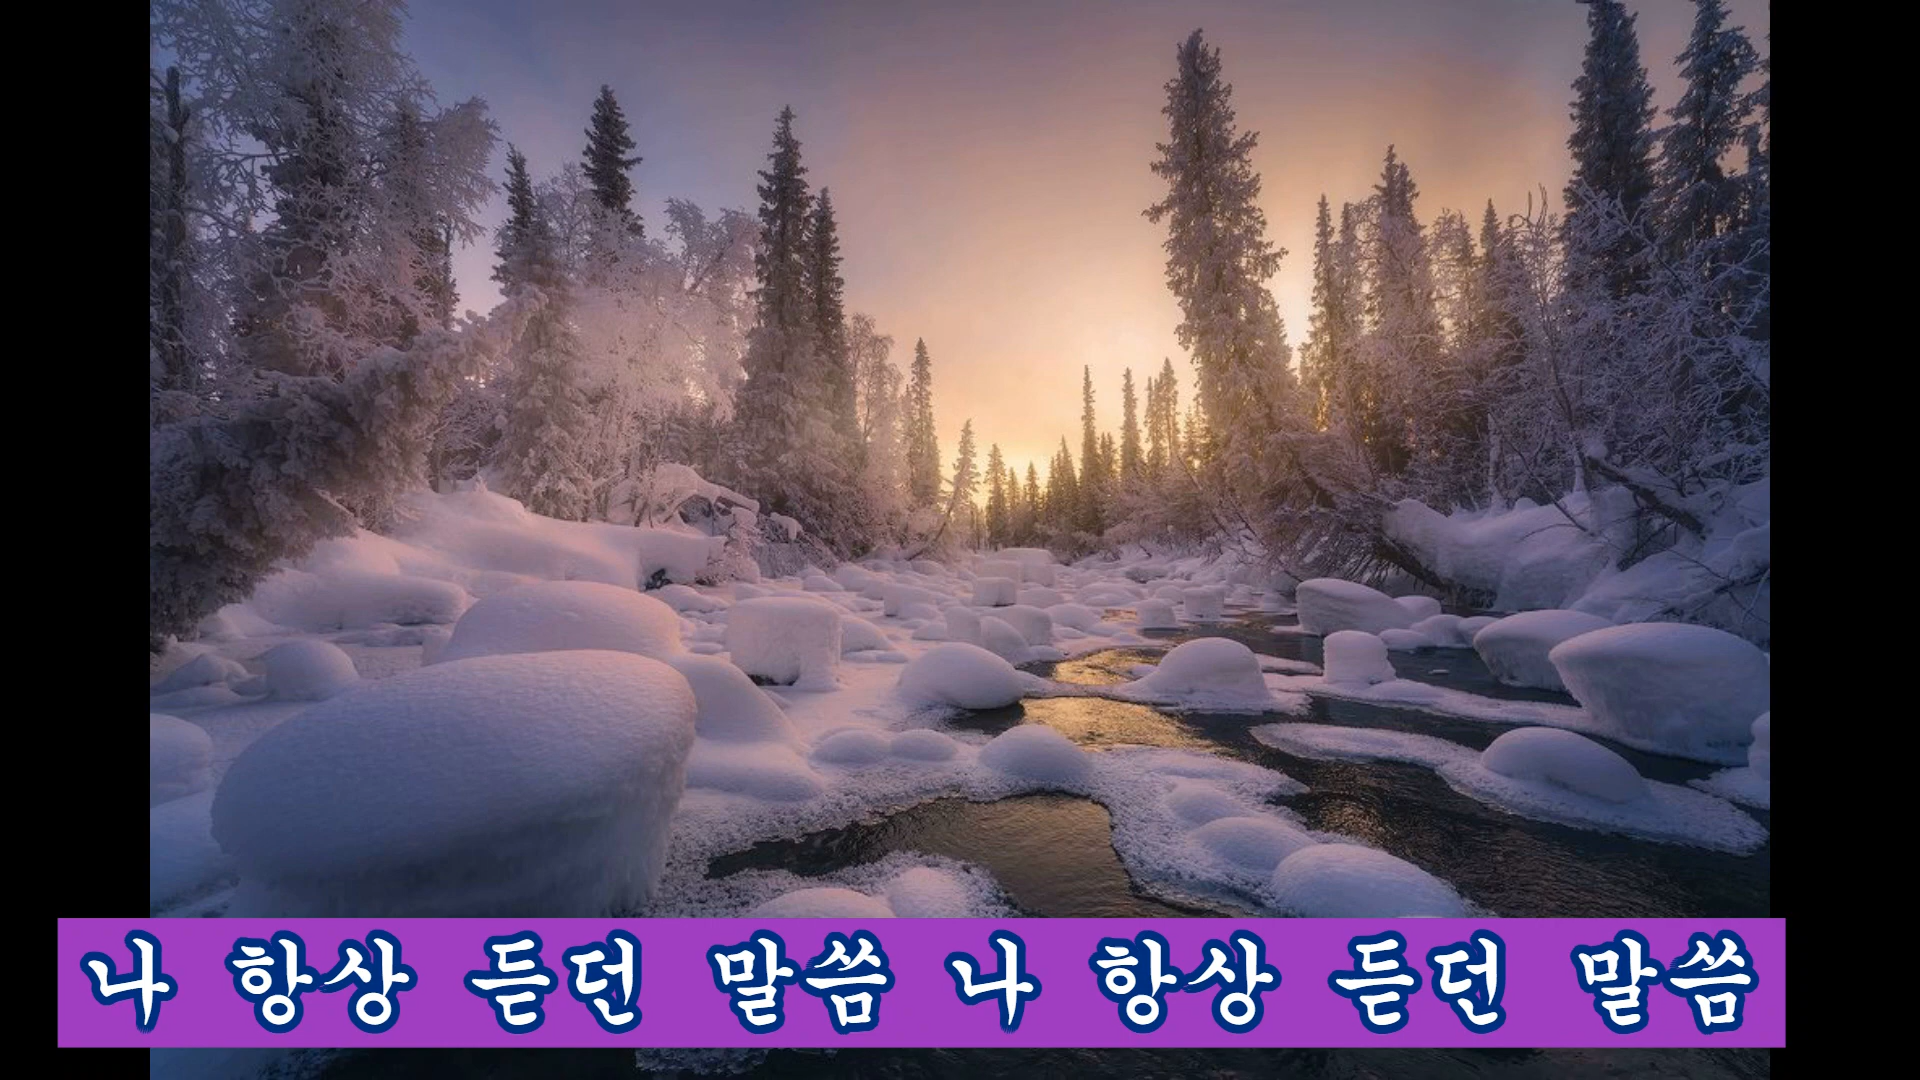 나 항상 듣던 말씀 나 항상 듣던 말씀